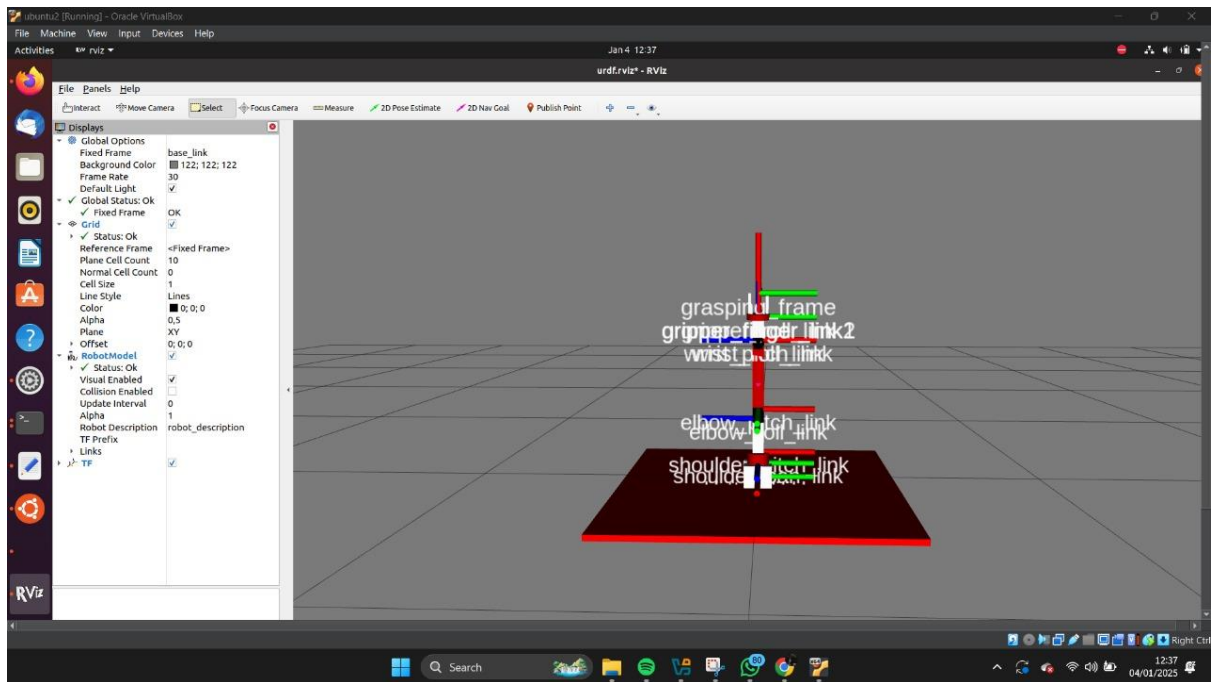 ubuntu2 [Running] - Oracle VirtualBox
File Machine View Input Devices Help
Activities rviz Jan 4 12:37
urdf.rviz* - RViz
File Panels Help
Interact Move Camera Select Focus Camera Measure 2D Pose Estimate 2D Nav Goal Publish Point
Displays
Global Options
Fixed Frame base_link
Background Color 122; 122; 122
Frame Rate 30
Default Light
Global Status: Ok
Fixed Frame OK
Grid
Status: Ok
Reference Frame <Fixed Frame>
Plane Cell Count 10
Normal Cell Count 0
Cell Size 1
Line Style Lines
Color 0; 0; 0
Alpha 0,5
Plane XY
Offset 0; 0; 0
RobotModel
Status: Ok
Visual Enabled
Collision Enabled
Update Interval 0
Alpha 1
Robot Description robot_description
TF Prefix
Links
TF
grasping_frame
elbow_pitch_link
RViz
Right Ctrl
Search
80
12:37
04/01/2025